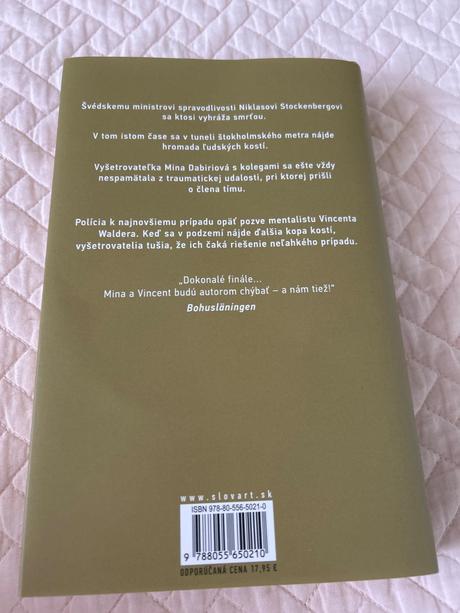 Švédskemu ministrovi spravodlivosti Niklasovi Stockenbergovi
sa ktosi vyhráža smrťou.
V tom istom čase sa v tuneli štokholmského metra nájde
hromada ľudských kostí.
Vyšetrovateľka Mina Dabiriová s kolegami sa ešte vždy
nespamätala z traumatickej udalosti, pri ktorej prišli
o člena tímu.
Polícia k najnovšiemu prípadu opäť pozve mentalistu Vincenta
Waldera. Keď sa v podzemí nájde ďalšia kopa kostí,
vyšetrovatelia tušia, že ich čaká riešenie neľahkého prípadu.
„Dokonalé finále...
Mina a Vincent budú autorom chýbať – a nám tiež!"
Bohusläningen
www.slovart.sk
ISBN 978-80-556-5021-0
9 788055 650210
ODPORÚČANÁ CENA 17,95 €